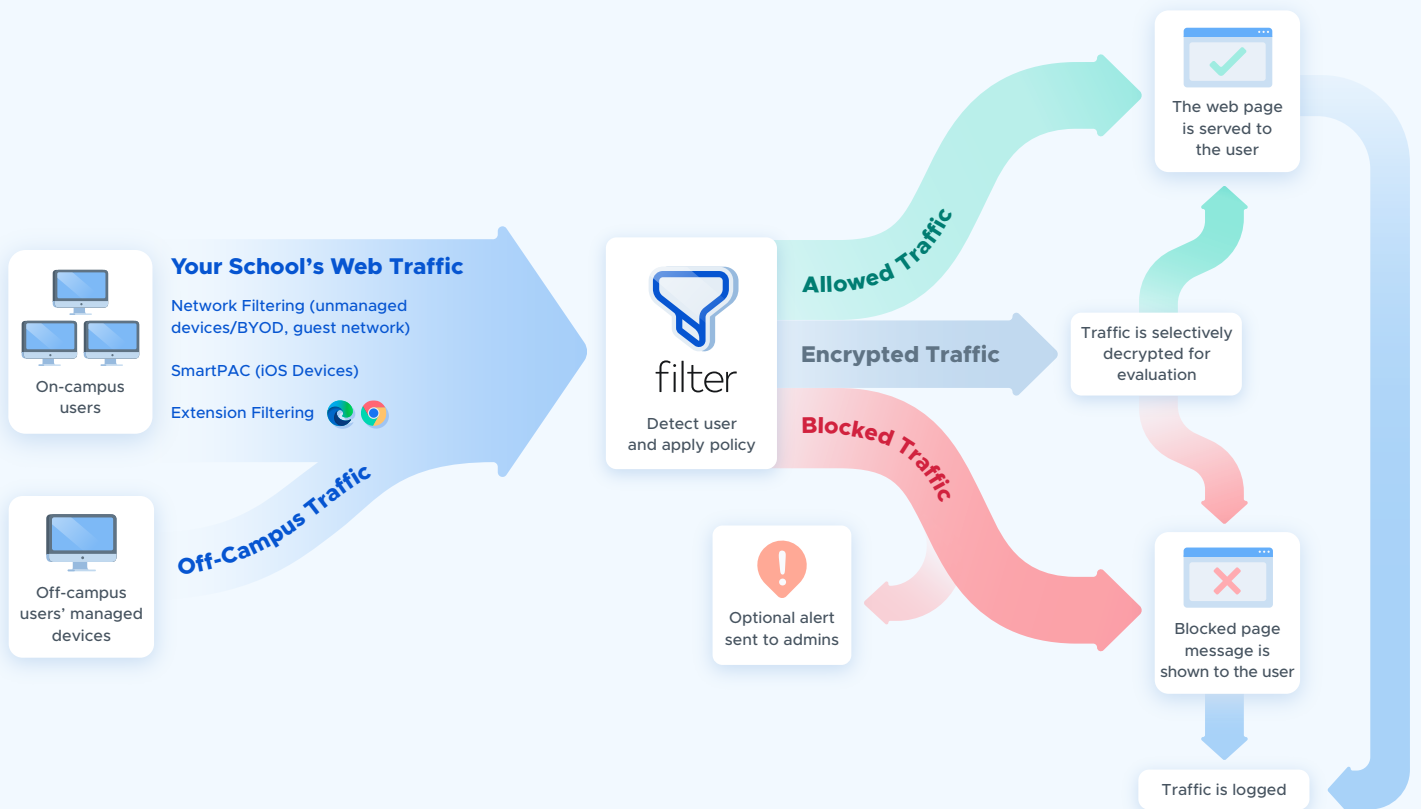 On-campus
users
Your School's Web Traffic
Network Filtering (unmanaged
devices/BYOD, guest network)
SmartPAC (iOS Devices)
Extension Filtering
Off-Campus Traffic
Off-campus
users' managed
devices
filter
Detect user
and apply policy
Allowed Traffic
Encrypted Traffic
Blocked Traffic
Optional alert
sent to admins
The web page
is served to
the user
Traffic is selectively
decrypted for
evaluation
Blocked page
message is
shown to the user
Traffic is logged